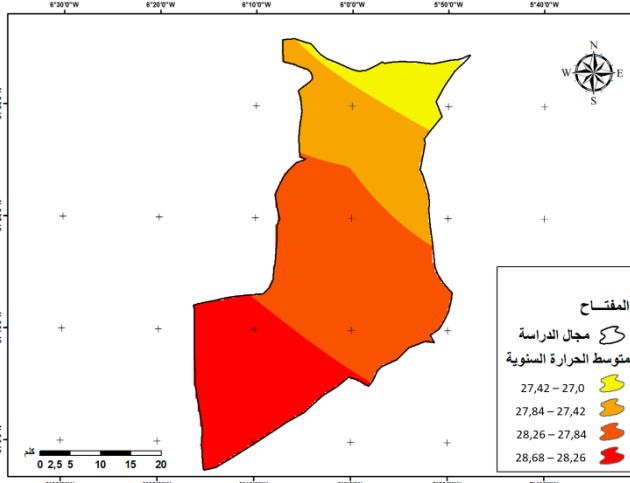 6°30'0"W 6°20'0"W 6°10'0"W 6°0'0"W 5°50'0"W 5°40'0"W
N
W E
S
المفتـــاح
مجال الدراسة
متوسط الحرارة السنوية
27,42 – 27,0
27,84 – 27,42
28,26 – 27,84
28,68 – 28,26
كلم
0 2,5 5 10 15 20